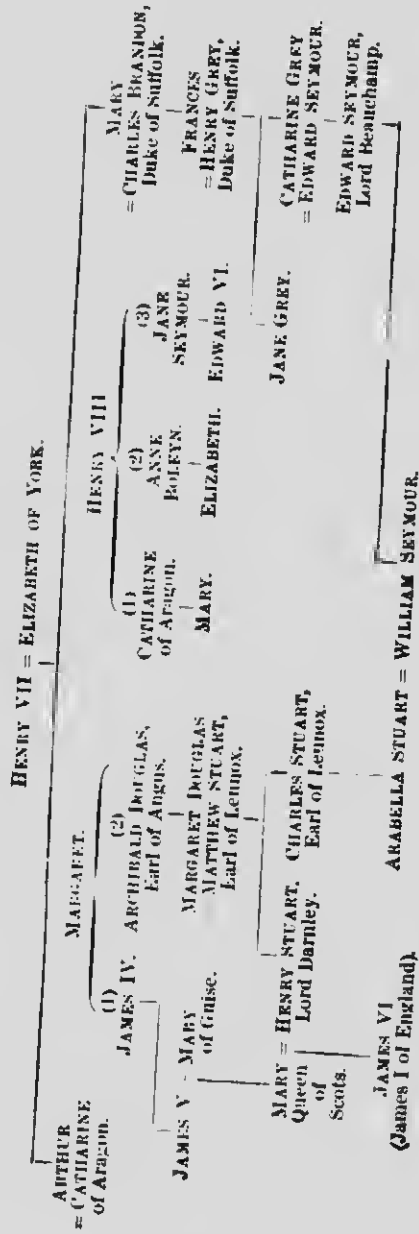 HENRY VII = ELIZABETH OF YORK.
ARTHUR
= CATHARINE
of Aragon.
MARGARET.
(1)
JAMES IV.
(2)
ARCHIBALD DOUGLAS,
Earl of Angus.
HENRY VIII
(1)
CATHARINE
of Aragon.
MARY.
(2)
ANNE
BOLEYN.
ELIZABETH.
(3)
JANE
SEYMOUR.
EDWARD VI.
MARY
= CHARLES BRANDON,
Duke of Suffolk.
JAMES V - MARY
of Guise.
MARGARET DOUGLAS
MATTHEW STUART,
Earl of Lennox.
FRANCES
= HENRY GREY,
Duke of Suffolk.
MARY = HENRY STUART,
Queen
of
Scots.
Lord Darnley.
CHARLES STUART,
Earl of Lennox.
JANE GREY.
CATHARINE GREY
= EDWARD SEYMOUR.
EDWARD SEYMOUR,
Lord Beauchamp.
JAMES VI
(James I of England).
ARABELLA STUART = WILLIAM SEYMOUR.